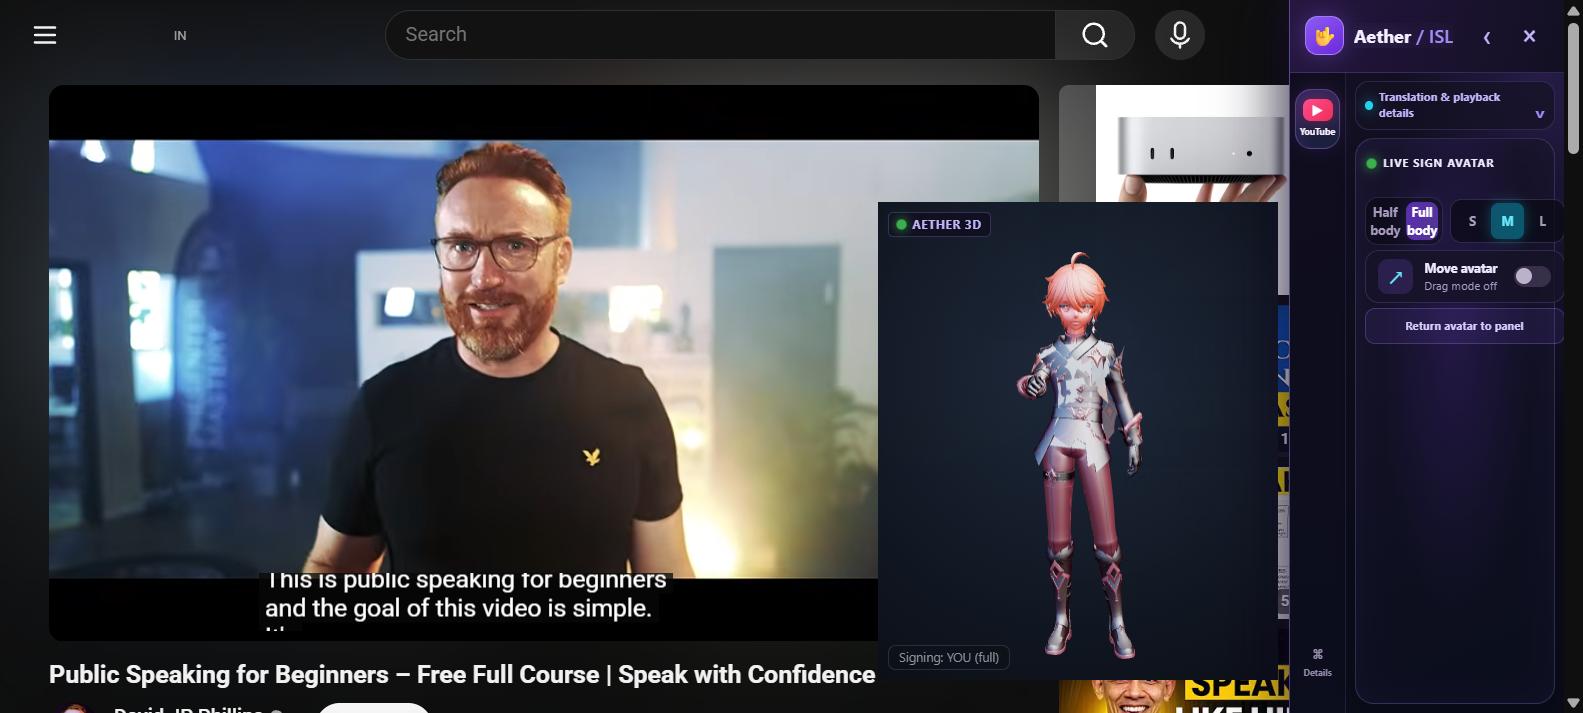 IN
Search
Aether / ISL
YouTube
Translation & playback
details
v
LIVE SIGN AVATAR
Half
body
Full
body
S
M
L
Move avatar
Drag mode off
Return avatar to panel
AETHER 3D
Signing: YOU (full)
This is public speaking for beginners
and the goal of this video is simple.
Public Speaking for Beginners – Free Full Course | Speak with Confidence
SPEAK
Details